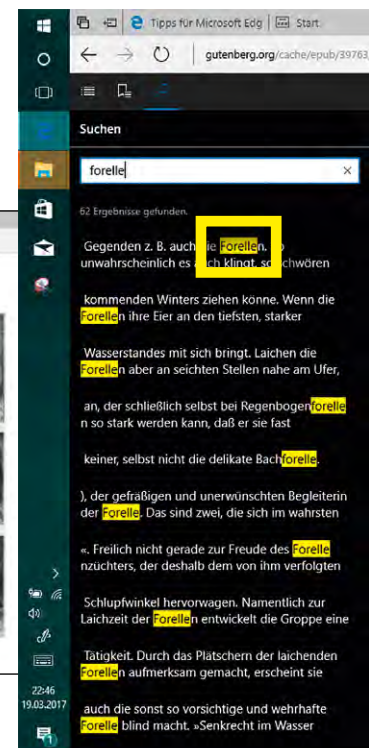 Tipps für Microsoft Edg
Start
gutenberg.org/cache/epub/39763
Suchen
forelle
62 Ergebnisse gefunden.
Gegenden z. B. auch die Forellen. So
unwahrscheinlich es auch klingt, so schwören
kommenden Winters ziehen könne. Wenn die
Forellen ihre Eier an den tiefsten, starker
Wasserstandes mit sich bringt. Laichen die
Forellen aber an seichten Stellen nahe am Ufer,
an, der schließlich selbst bei Regenbogenforelle
n so stark werden kann, daß er sie fast
keiner, selbst nicht die delikate Bachforelle,
), der gefräßigen und unerwünschten Begleiterin
der Forelle. Das sind zwei, die sich im wahrsten
«. Freilich nicht gerade zur Freude des Forelle
nzüchters, der deshalb dem von ihm verfolgten
Schlupfwinkel hervorwagen. Namentlich zur
Laichzeit der Forellen entwickelt die Groppe eine
Tätigkeit. Durch das Plätschern der laichenden
Forellen aufmerksam gemacht, erscheint sie
auch die sonst so vorsichtige und wehrhafte
Forelle blind macht. »Senkrecht im Wasser
22:46
19.03.2017